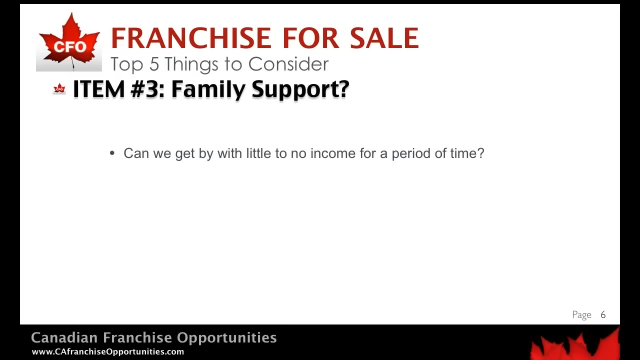 CFO
FRANCHISE FOR SALE
Top 5 Things to Consider
ITEM #3: Family Support?
• Can we get by with little to no income for a period of time?
Page 6
Canadian Franchise Opportunities
www.CAfranchiseOpportunities.com